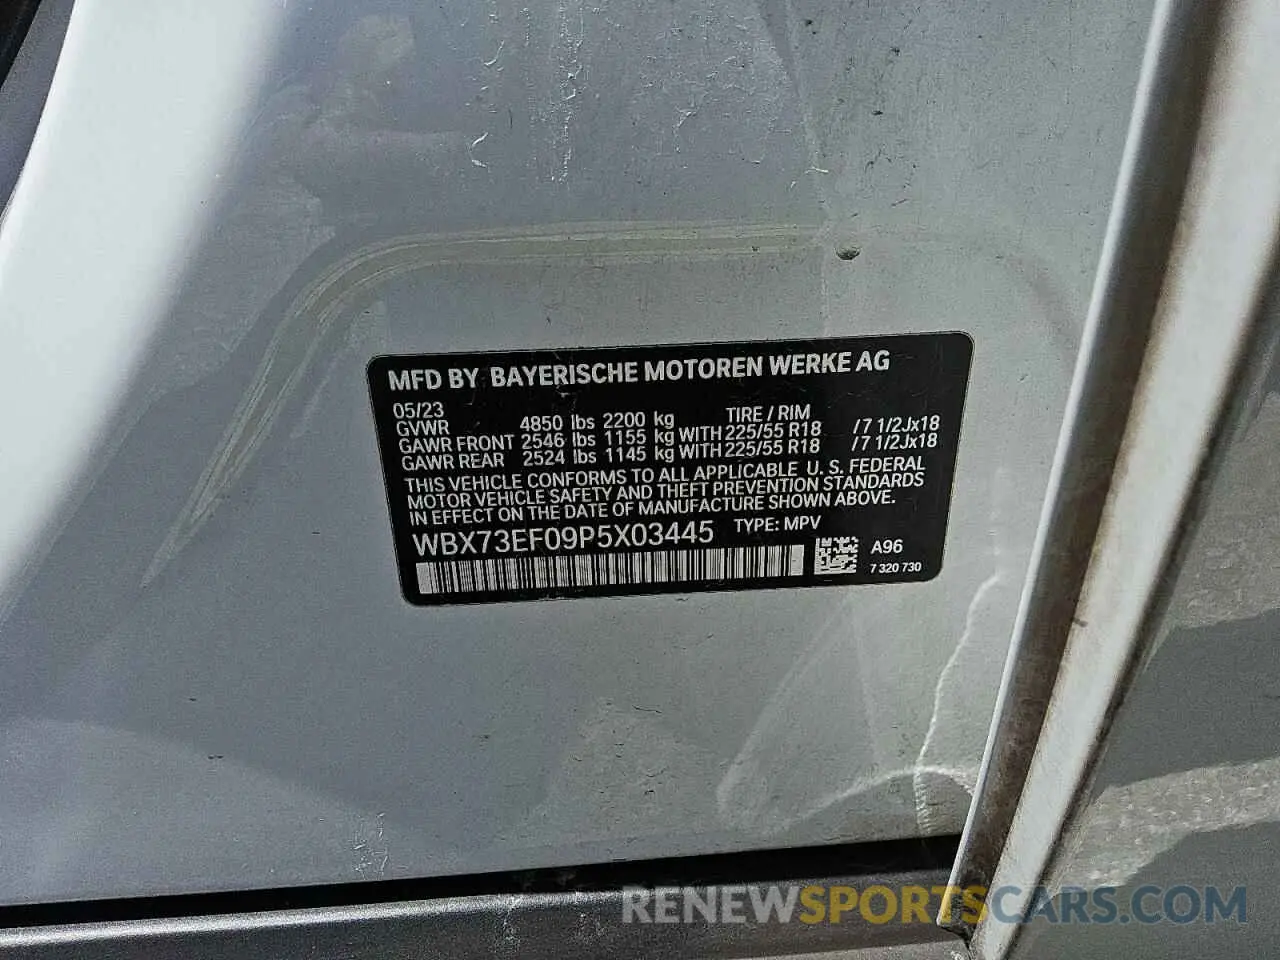 MFD BY BAYERISCHE MOTOREN WERKE AG
05/23
GVWR 4850 lbs 2200 kg TIRE / RIM
GAWR FRONT 2546 lbs 1155 kg WITH 225/55 R18 /7 1/2Jx18
GAWR REAR 2524 lbs 1145 kg WITH 225/55 R18 /7 1/2Jx18
THIS VEHICLE CONFORMS TO ALL APPLICABLE U. S. FEDERAL
MOTOR VEHICLE SAFETY AND THEFT PREVENTION STANDARDS
IN EFFECT ON THE DATE OF MANUFACTURE SHOWN ABOVE.
WBX73EF09P5X03445 TYPE: MPV
A96
7 320 730
RENEWSPORTSCARS.COM